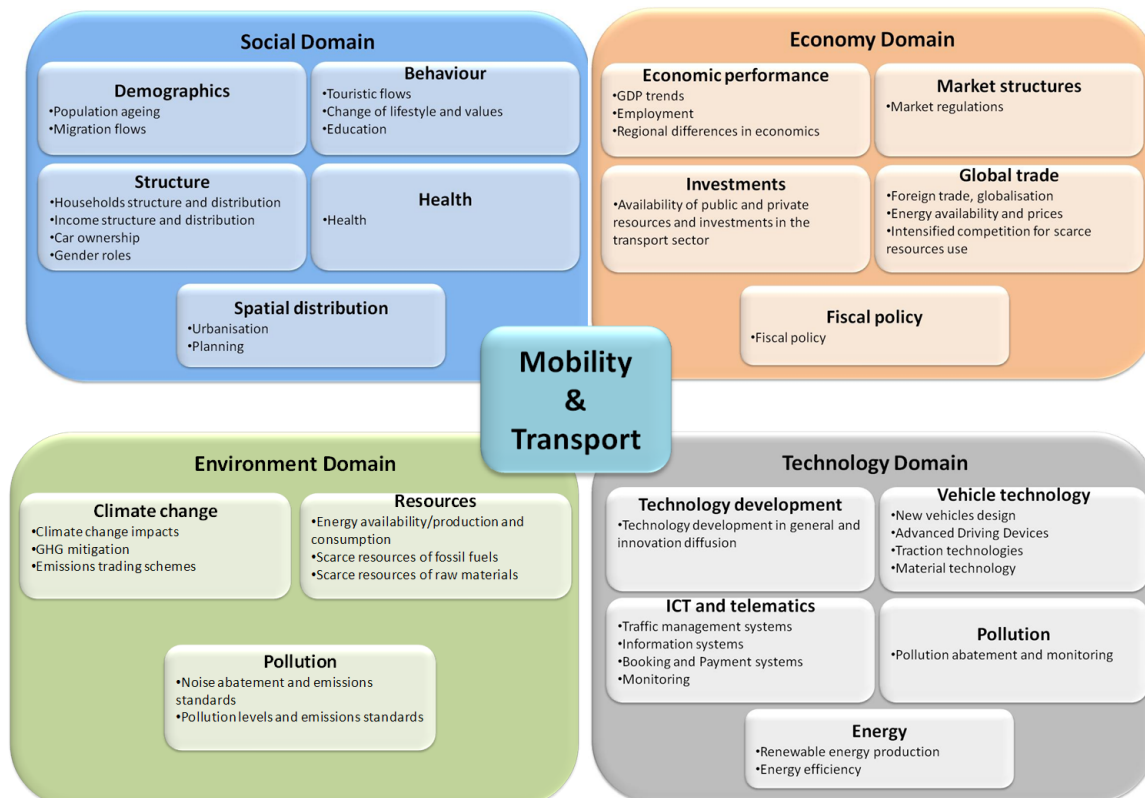 Social Domain
Demographics
•Population ageing
•Migration flows
Behaviour
•Touristic flows
•Change of lifestyle and values
•Education
Structure
•Households structure and distribution
•Income structure and distribution
•Car ownership
•Gender roles
Health
•Health
Spatial distribution
•Urbanisation
•Planning
Economy Domain
Economic performance
•GDP trends
•Employment
•Regional differences in economics
Market structures
•Market regulations
Investments
•Availability of public and private
resources and investments in the
transport sector
Global trade
•Foreign trade, globalisation
•Energy availability and prices
•Intensified competition for scarce
resources use
Fiscal policy
•Fiscal policy
Mobility
&
Transport
Environment Domain
Climate change
•Climate change impacts
•GHG mitigation
•Emissions trading schemes
Resources
•Energy availability/production and
consumption
•Scarce resources of fossil fuels
•Scarce resources of raw materials
Pollution
•Noise abatement and emissions
standards
•Pollution levels and emissions standards
Technology Domain
Technology development
•Technology development in general and
innovation diffusion
Vehicle technology
•New vehicles design
•Advanced Driving Devices
•Traction technologies
•Material technology
ICT and telematics
•Traffic management systems
•Information systems
•Booking and Payment systems
•Monitoring
Pollution
•Pollution abatement and monitoring
Energy
•Renewable energy production
•Energy efficiency